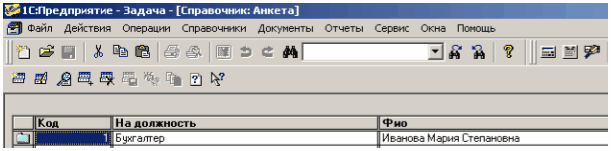 1С:Предприятие - Задача - [Справочник: Анкета]
Файл Действия Операции Справочники Документы Отчеты Сервис Окна Помощь
Код На должность Фио
1 Бухгалтер Иванова Мария Степановна